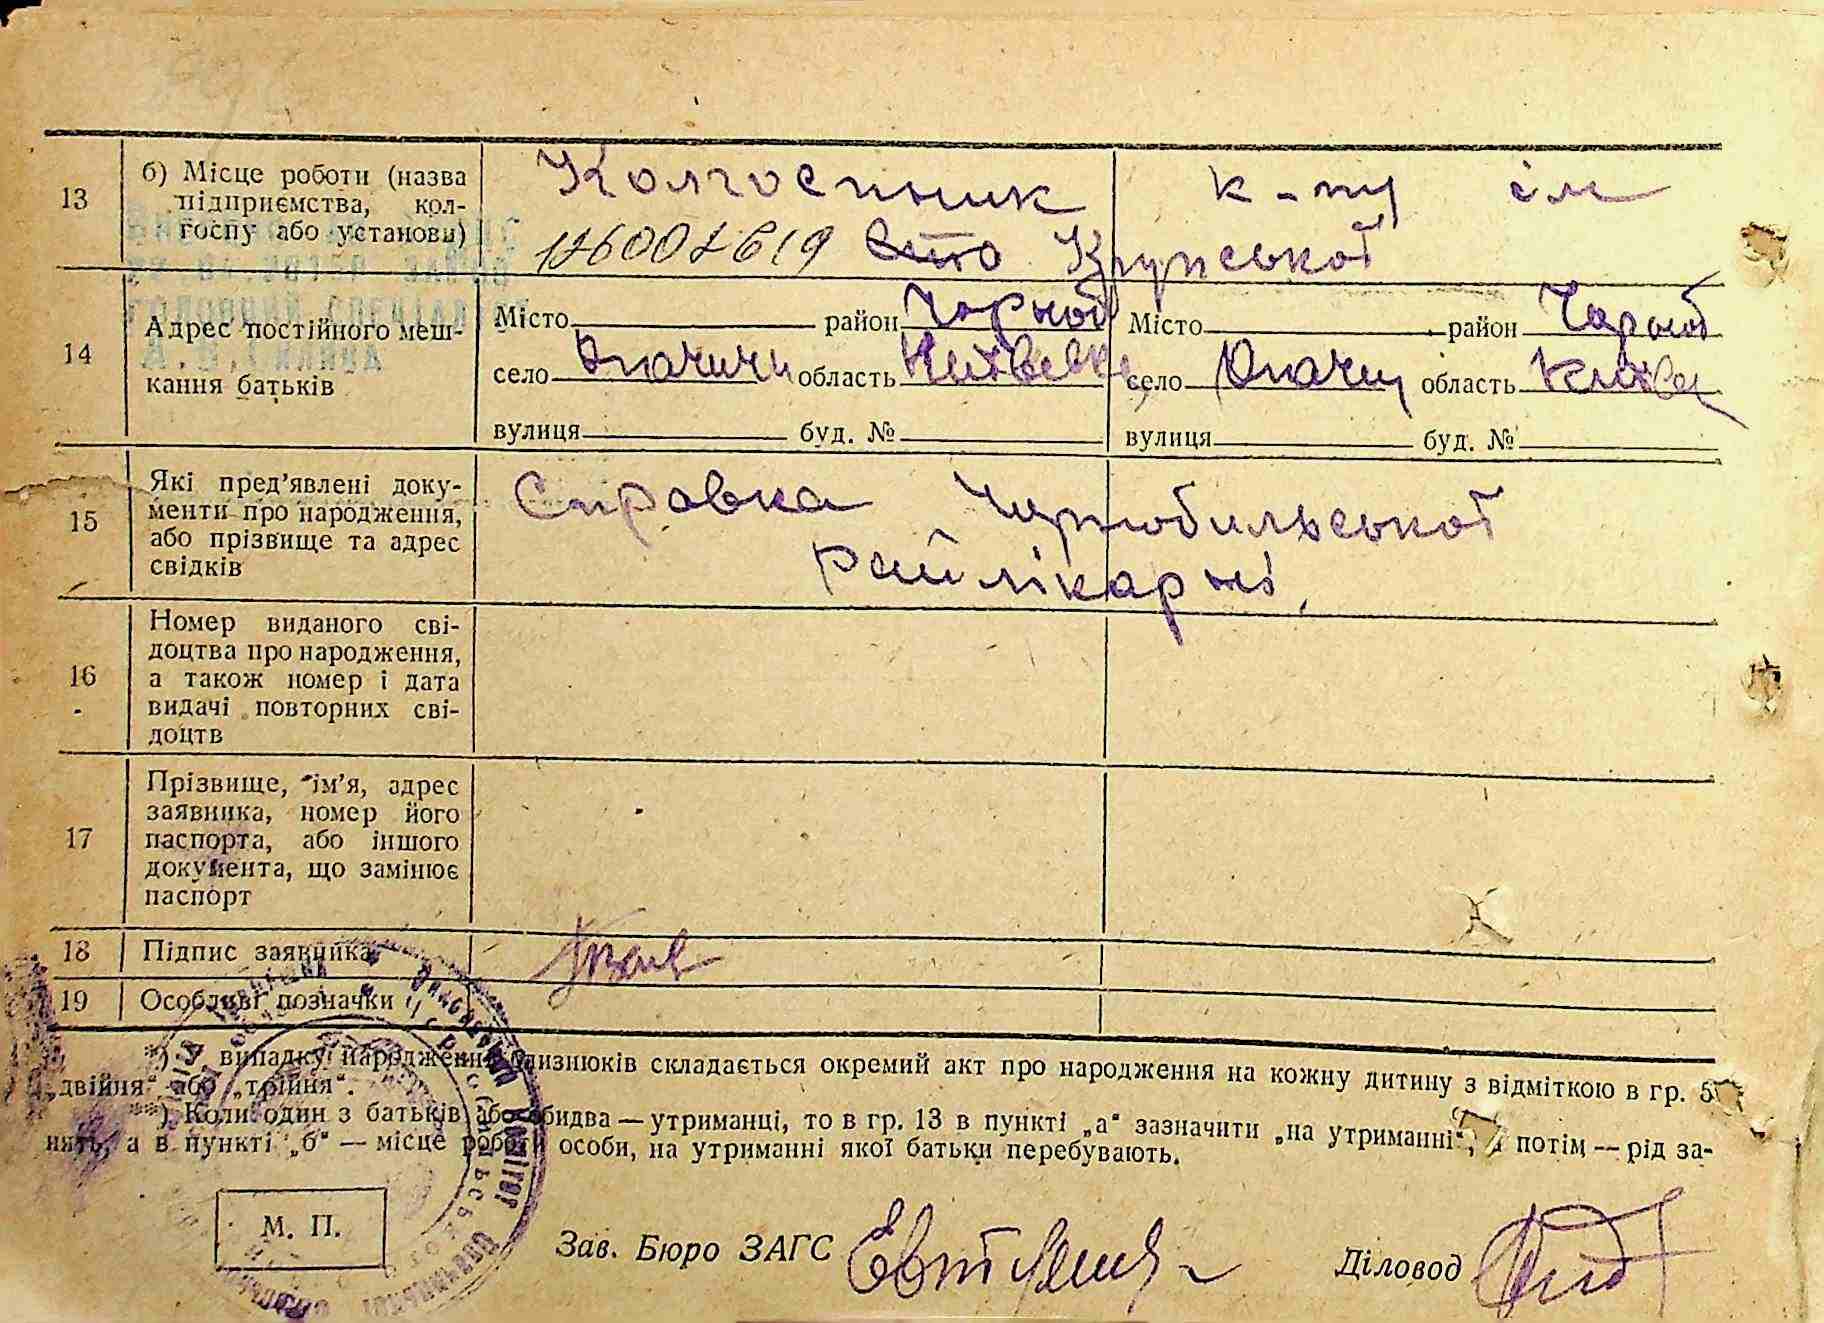 13
б) Місце роботи (назва
підприємства, кол-
госпу або установи)
Колгоспник к-пу ім
Крупської
14
Адрес постійного меш-
кання батьків
Місто район Чорноб
село Опачичи область
вулиця буд. №
Місто район Чорноб
село область
вулиця буд. №
15
Які пред'явлені доку-
менти про народження,
або прізвище та адрес
свідків
Справка Чорнобильської
райлікарні
16
Номер виданого сві-
доцтва про народження,
а також номер і дата
видачі повторних сві-
доцтв
17
Прізвище, ім'я, адрес
заявника, номер його
паспорта, або іншого
документа, що замінює
паспорт
18
Підпис заявника
19
Особливі позначки
*) У випадку народження близнюків складається окремий акт про народження на кожну дитину з відміткою в гр. 5
„двійня" або „трійня".
**) Коли один з батьків або обидва — утриманці, то в гр. 13 в пункті „а" зазначити „на утриманні", а потім — рід за-
нять, а в пункті „б" — місце роботи особи, на утриманні якої батьки перебувають.
М. П.
Зав. Бюро ЗАГС
Діловод